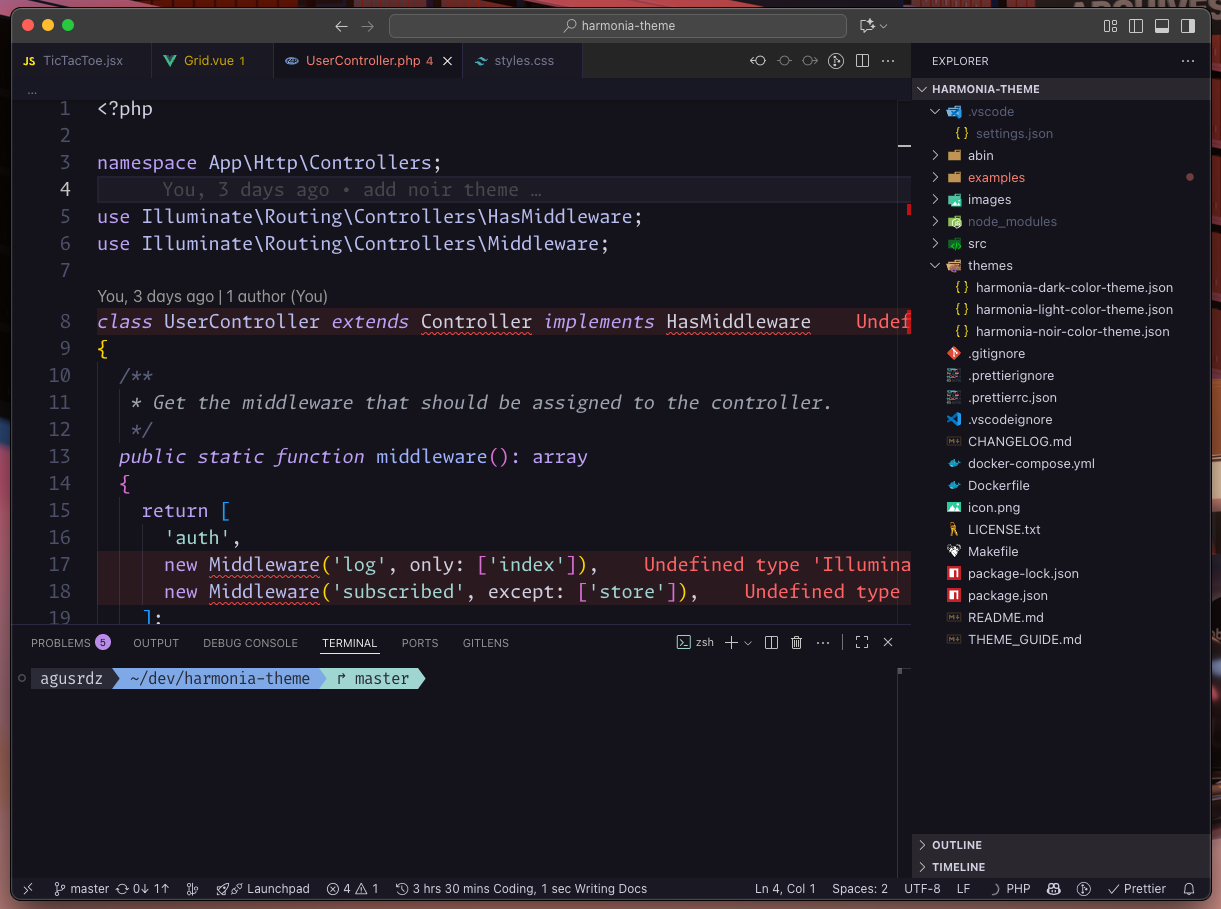 harmonia-theme
JS TicTacToe.jsx
Grid.vue 1
UserController.php 4
styles.css
...
1 <?php
2
3 namespace App\Http\Controllers;
4 You, 3 days ago • add noir theme …
5 use Illuminate\Routing\Controllers\HasMiddleware;
6 use Illuminate\Routing\Controllers\Middleware;
7
You, 3 days ago | 1 author (You)
8 class UserController extends Controller implements HasMiddleware Undef
9 {
10 /**
11 * Get the middleware that should be assigned to the controller.
12 */
13 public static function middleware(): array
14 {
15 return [
16 'auth',
17 new Middleware('log', only: ['index']), Undefined type 'Illumina
18 new Middleware('subscribed', except: ['store']), Undefined type
19 ];
PROBLEMS 5 OUTPUT DEBUG CONSOLE TERMINAL PORTS GITLENS
zsh
agusrdz ~/dev/harmonia-theme master
EXPLORER
HARMONIA-THEME
.vscode
{} settings.json
abin
examples
images
node_modules
src
themes
{} harmonia-dark-color-theme.json
{} harmonia-light-color-theme.json
{} harmonia-noir-color-theme.json
.gitignore
.prettierignore
.prettierrc.json
.vscodeignore
CHANGELOG.md
docker-compose.yml
Dockerfile
icon.png
LICENSE.txt
Makefile
package-lock.json
package.json
README.md
THEME_GUIDE.md
OUTLINE
TIMELINE
master 0↓ 1↑ Launchpad 4 1 3 hrs 30 mins Coding, 1 sec Writing Docs Ln 4, Col 1 Spaces: 2 UTF-8 LF PHP Prettier